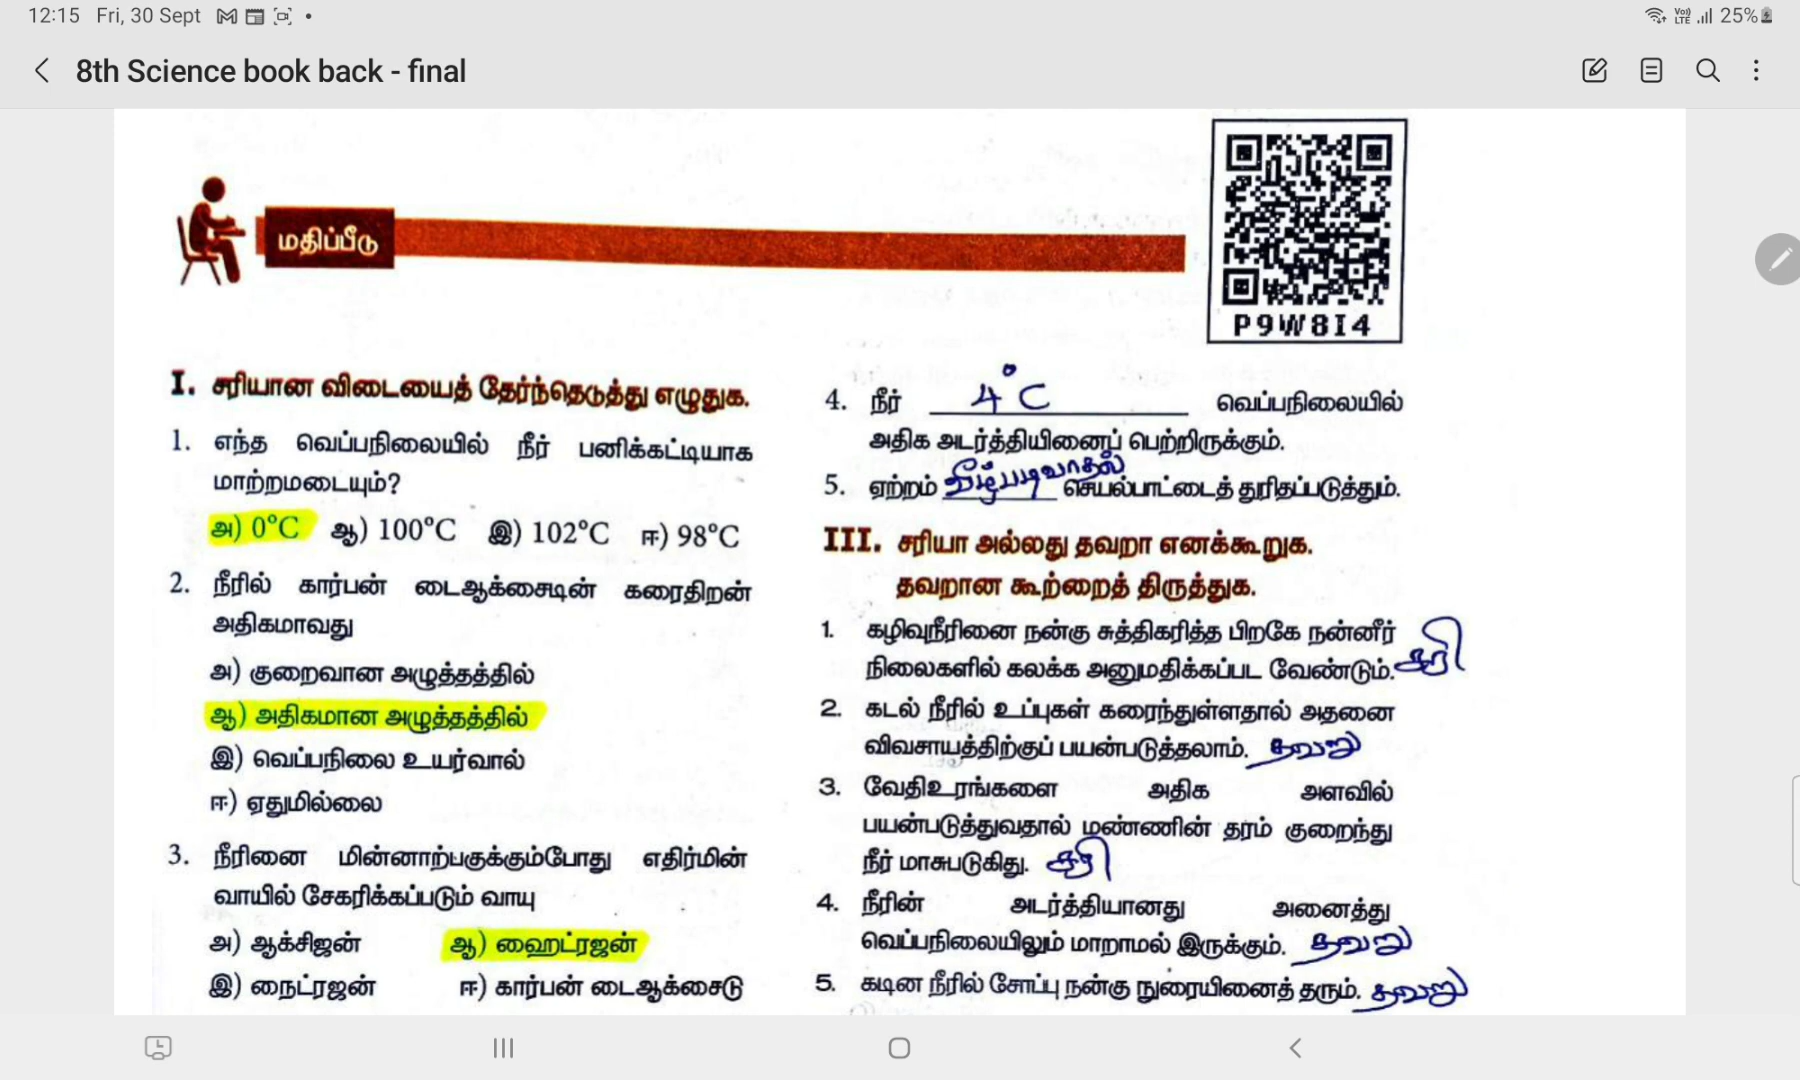 12:15 Fri, 30 Sept
Vo)) LTE 25%
8th Science book back - final
மதிப்பீடு
P9W8I4
I. சரியான விடையைத் தேர்ந்தெடுத்து எழுதுக.
1. எந்த வெப்பநிலையில் நீர் பனிக்கட்டியாக
மாற்றமடையும்?
அ) 0°C ஆ) 100°C இ) 102°C ஈ) 98°C
2. நீரில் கார்பன் டைஆக்சைடின் கரைதிறன்
அதிகமாவது
அ) குறைவான அழுத்தத்தில்
ஆ) அதிகமான அழுத்தத்தில்
இ) வெப்பநிலை உயர்வால்
ஈ) ஏதுமில்லை
3. நீரினை மின்னாற்பகுக்கும்போது எதிர்மின்
வாயில் சேகரிக்கப்படும் வாயு
அ) ஆக்சிஜன் ஆ) ஹைட்ரஜன்
இ) நைட்ரஜன் ஈ) கார்பன் டைஆக்சைடு
4. நீர் 4°C வெப்பநிலையில்
அதிக அடர்த்தியினைப் பெற்றிருக்கும்.
5. ஏற்றம் வீழ்படிவாதல் செயல்பாட்டைத் துரிதப்படுத்தும்.
III. சரியா அல்லது தவறா எனக்கூறுக.
தவறான கூற்றைத் திருத்துக.
1. கழிவுநீரினை நன்கு சுத்திகரித்த பிறகே நன்னீர்
நிலைகளில் கலக்க அனுமதிக்கப்பட வேண்டும். சரி
2. கடல் நீரில் உப்புகள் கரைந்துள்ளதால் அதனை
விவசாயத்திற்குப் பயன்படுத்தலாம். தவறு
3. வேதிஉரங்களை அதிக அளவில்
பயன்படுத்துவதால் மண்ணின் தரம் குறைந்து
நீர் மாசுபடுகிறது. சரி
4. நீரின் அடர்த்தியானது அனைத்து
வெப்பநிலையிலும் மாறாமல் இருக்கும். தவறு
5. கடின நீரில் சோப்பு நன்கு நுரையினைத் தரும். தவறு